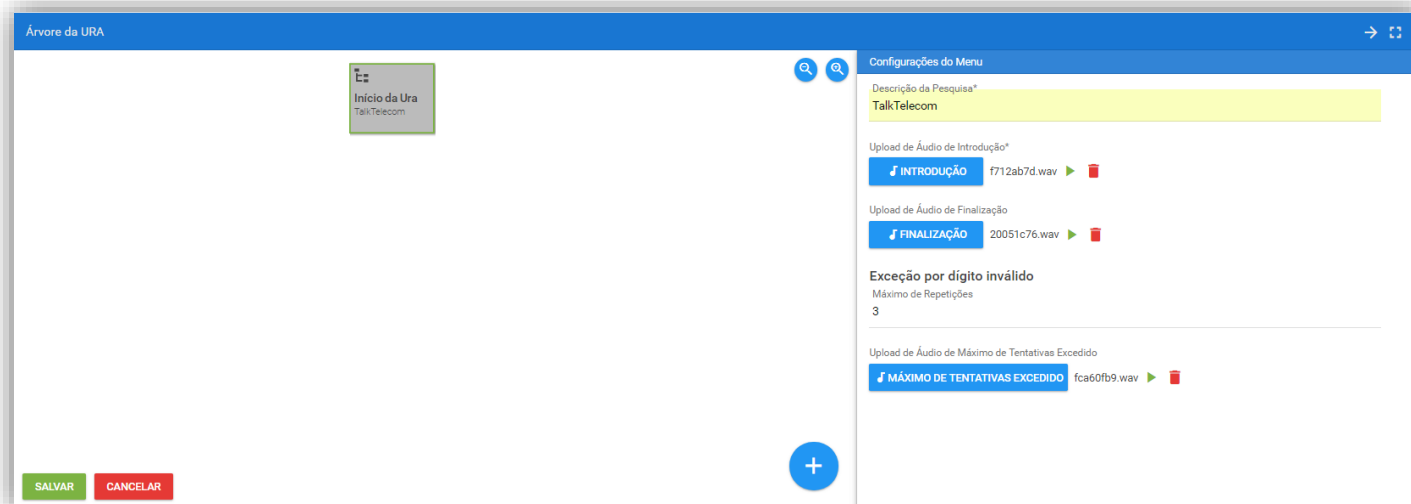 Árvore da URA
Início da Ura
TalkTelecom
SALVAR
CANCELAR
Configurações do Menu
Descrição da Pesquisa*
TalkTelecom
Upload de Áudio de Introdução*
INTRODUÇÃO f712ab7d.wav
Upload de Áudio de Finalização
FINALIZAÇÃO 20051c76.wav
Exceção por dígito inválido
Máximo de Repetições
3
Upload de Áudio de Máximo de Tentativas Excedido
MÁXIMO DE TENTATIVAS EXCEDIDO fca60fb9.wav